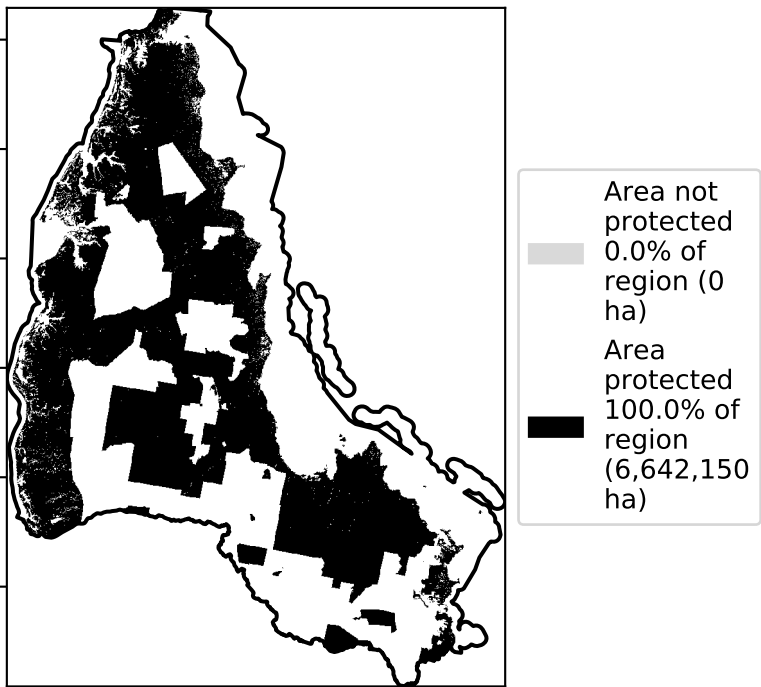 Area not
protected
0.0% of
region (0
ha)
Area
protected
100.0% of
region
(6,642,150
ha)